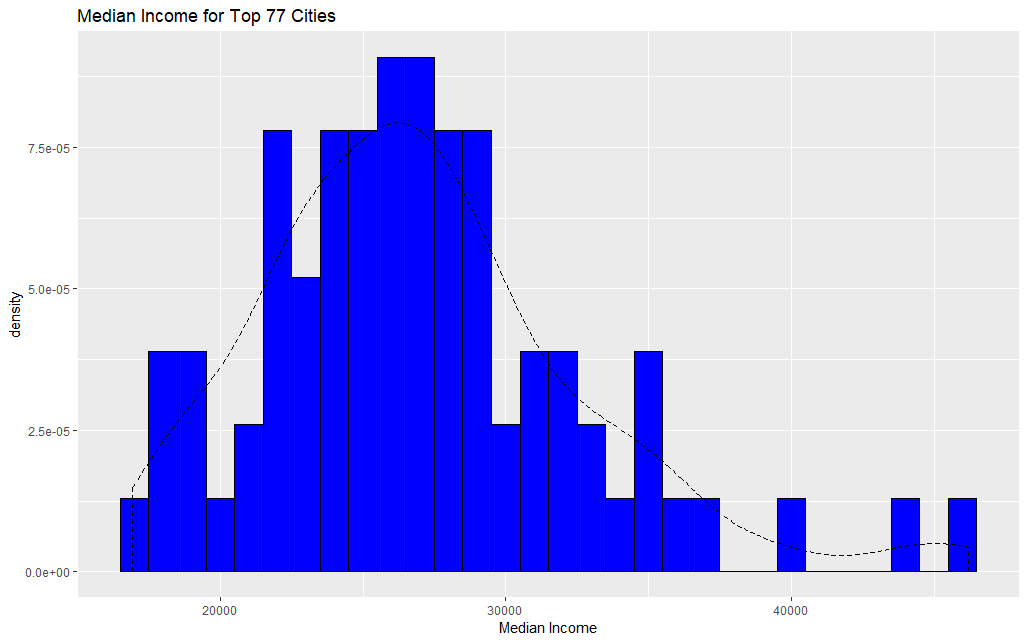 Median Income for Top 77 Cities
density
7.5e-05
5.0e-05
2.5e-05
0.0e+00
20000 30000 40000
Median Income